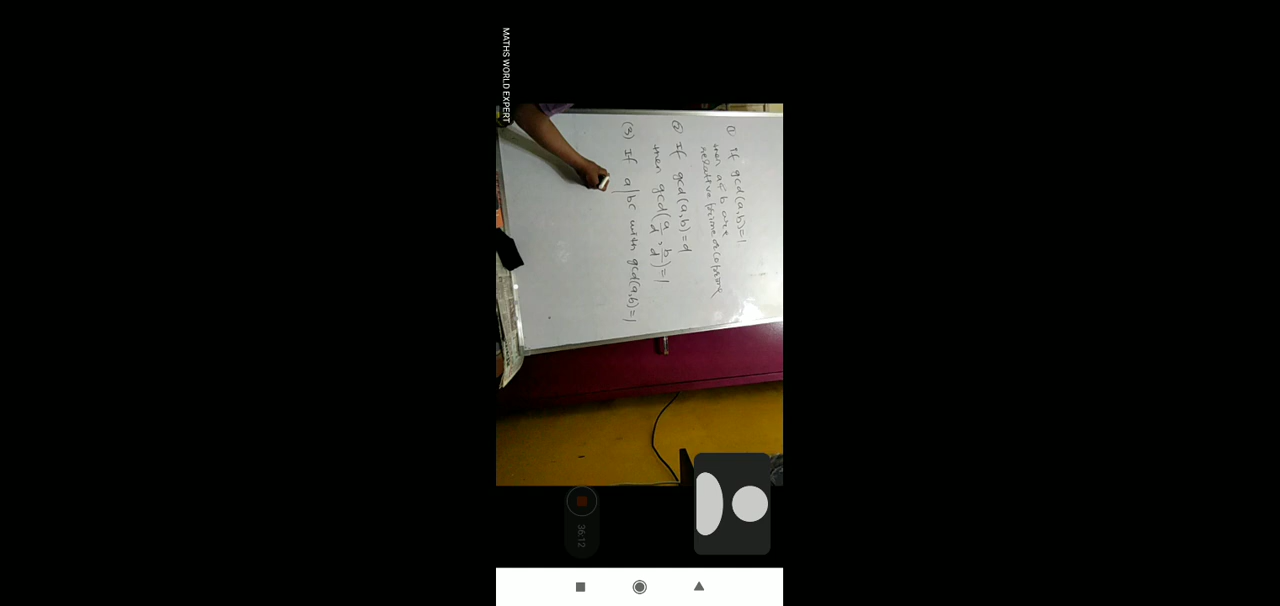 MATHS WORLD EXPERT
(1) If gcd(a,b)=1
then a & b are
relative prime or coprime
(2) If gcd(a,b)=d
then gcd(a/d, b/d)=1
(3) If a|bc with gcd(a,b)=1
36:12